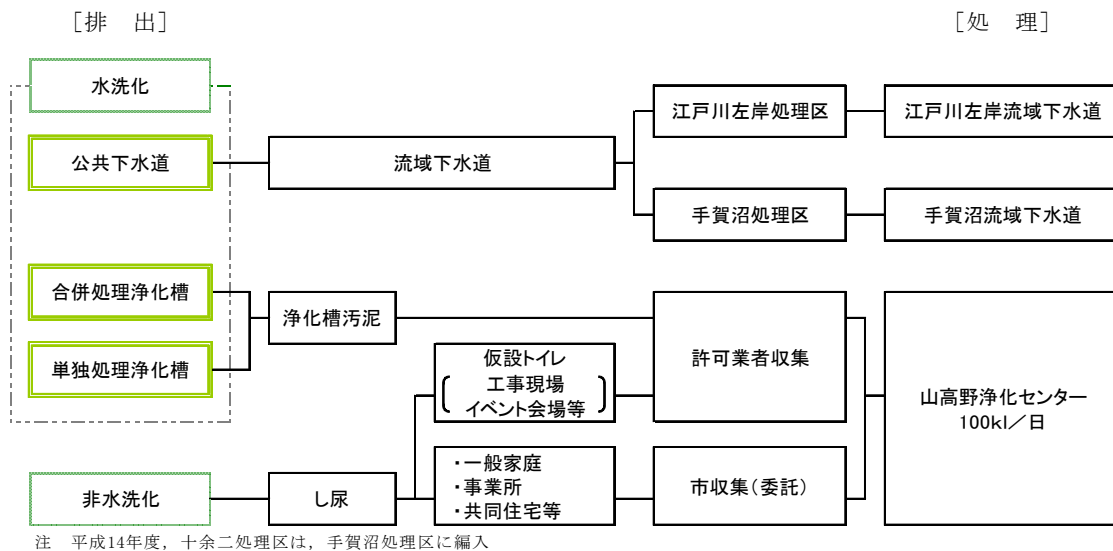 ［排　出］
［処　理］
水洗化
公共下水道
流域下水道
江戸川左岸処理区
江戸川左岸流域下水道
手賀沼処理区
手賀沼流域下水道
合併処理浄化槽
単独処理浄化槽
浄化槽汚泥
仮設トイレ
工事現場
イベント会場等
許可業者収集
山高野浄化センター
100kl／日
非水洗化
し尿
・一般家庭
・事業所
・共同住宅等
市収集（委託）
注　平成14年度，十余二処理区は，手賀沼処理区に編入